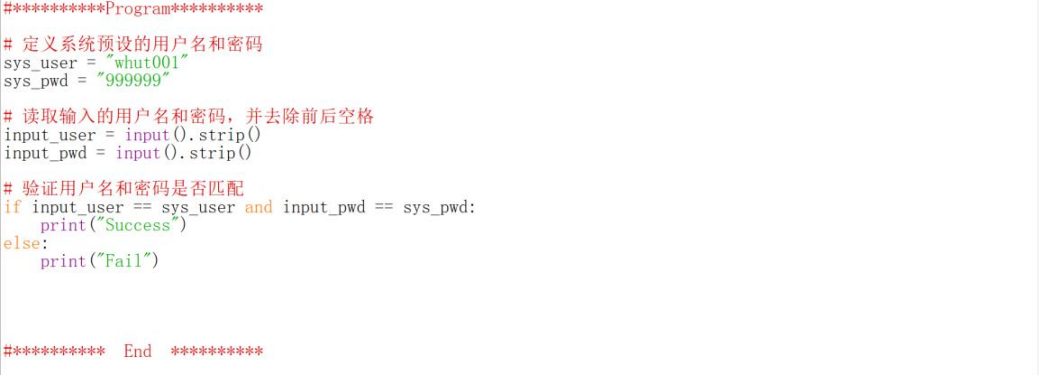 #**********Program**********
# 定义系统预设的用户名和密码
sys_user = "whut001"
sys_pwd = "999999"
# 读取输入的用户名和密码，并去除前后空格
input_user = input().strip()
input_pwd = input().strip()
# 验证用户名和密码是否匹配
if input_user == sys_user and input_pwd == sys_pwd:
    print("Success")
else:
    print("Fail")
#**********  End  **********